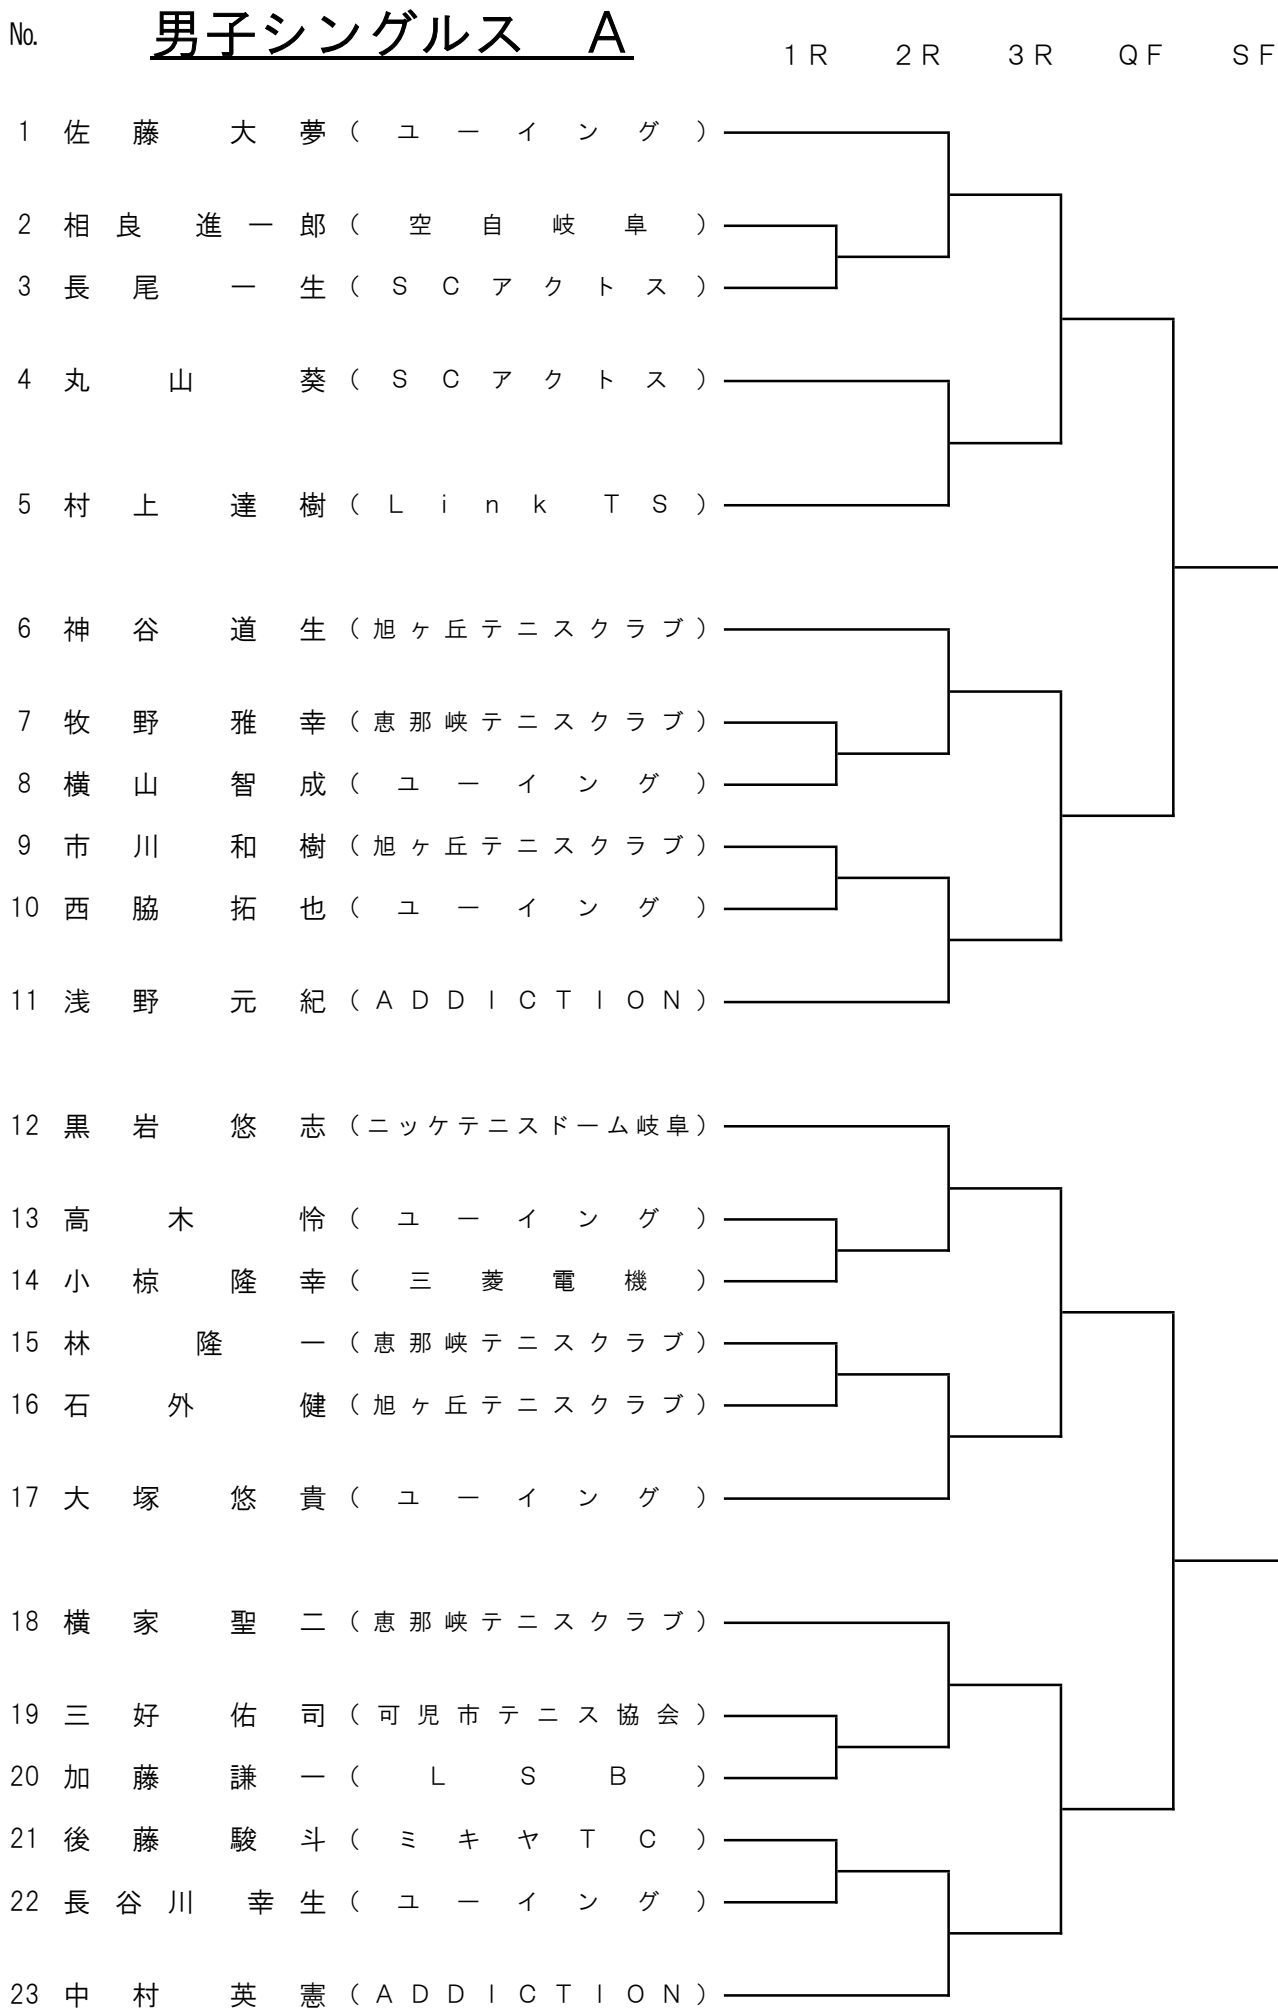 No. 男子シングルス A 1R 2R 3R QF SF
1 佐藤 大夢 (ユーイング)
2 相良 進一郎 (空自岐阜)
3 長尾 一生 (SCアクトス)
4 丸山 葵 (SCアクトス)
5 村上 達樹 (Link TS)
6 神谷 道生 (旭ヶ丘テニスクラブ)
7 牧野 雅幸 (恵那峡テニスクラブ)
8 横山 智成 (ユーイング)
9 市川 和樹 (旭ヶ丘テニスクラブ)
10 西脇 拓也 (ユーイング)
11 浅野 元紀 (ADDICTION)
12 黒岩 悠志 (ニッケテニスドーム岐阜)
13 高木 怜 (ユーイング)
14 小椋 隆幸 (三菱電機)
15 林 隆一 (恵那峡テニスクラブ)
16 石外 健 (旭ヶ丘テニスクラブ)
17 大塚 悠貴 (ユーイング)
18 横家 聖二 (恵那峡テニスクラブ)
19 三好 佑司 (可児市テニス協会)
20 加藤 謙一 (LSB)
21 後藤 駿斗 (ミキヤTC)
22 長谷川 幸生 (ユーイング)
23 中村 英憲 (ADDICTION)